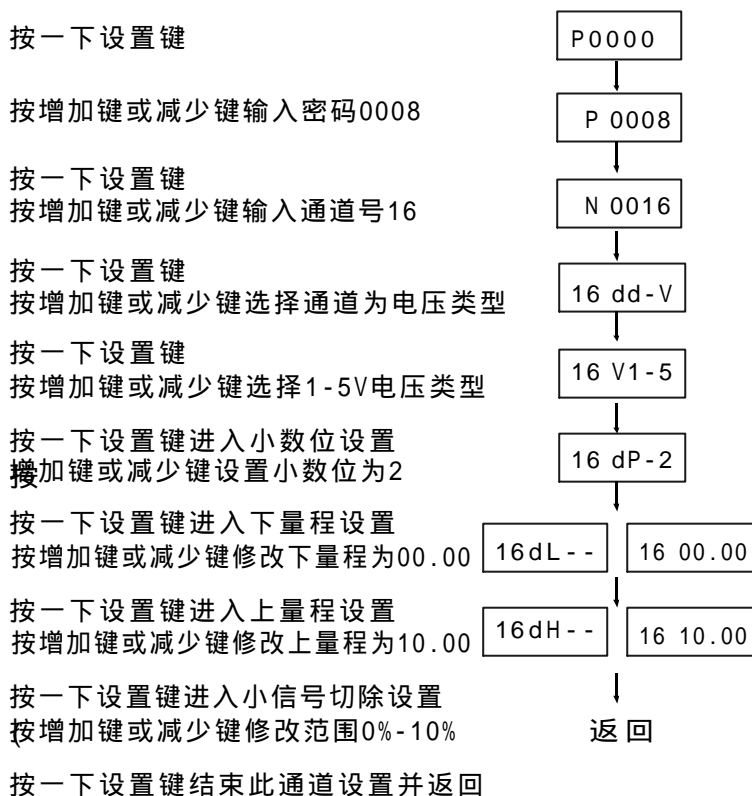 按一下设置键
P0000
按增加键或减少键输入密码0008
P 0008
按一下设置键
按增加键或减少键输入通道号16
N 0016
按一下设置键
按增加键或减少键选择通道为电压类型
16 dd-V
按一下设置键
按增加键或减少键选择1-5V电压类型
16 V1-5
按一下设置键进入小数位设置
按增加键或减少键设置小数位为2
16 dP-2
按一下设置键进入下量程设置
按增加键或减少键修改下量程为00.00
16dL-- 16 00.00
按一下设置键进入上量程设置
按增加键或减少键修改上量程为10.00
16dH-- 16 10.00
按一下设置键进入小信号切除设置
(按增加键或减少键修改范围0%-10%
返回
按一下设置键结束此通道设置并返回